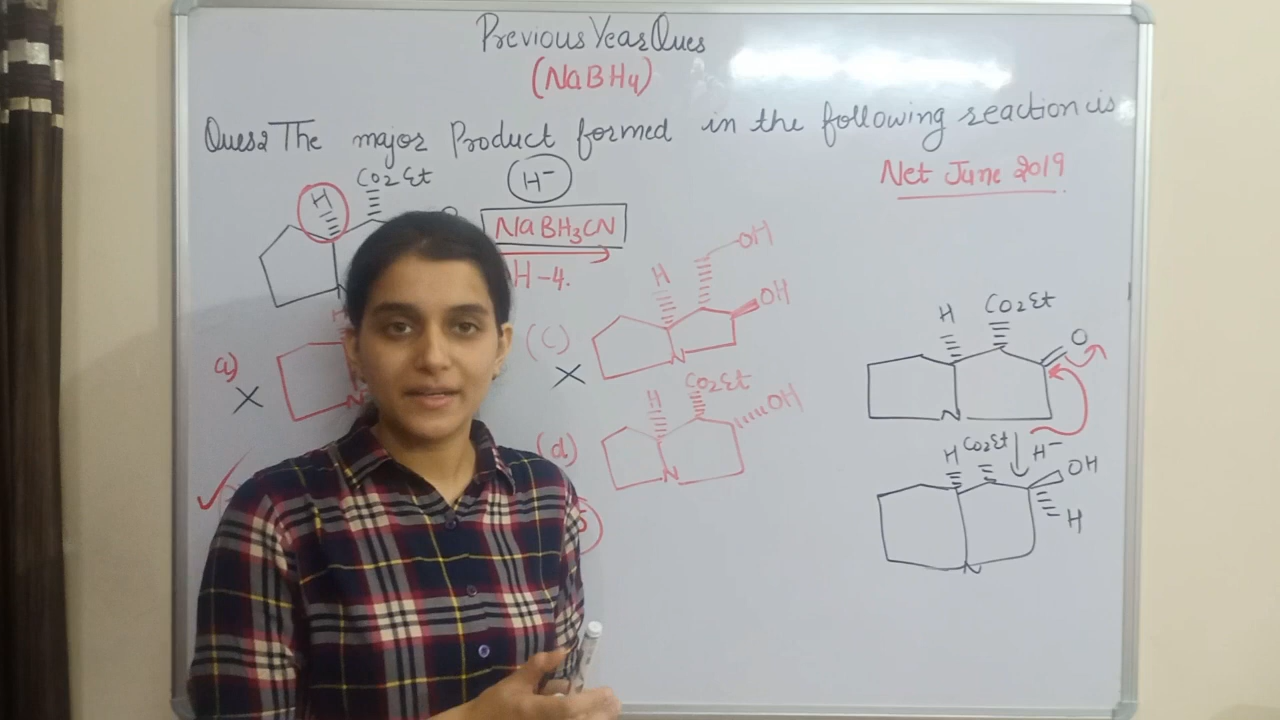 Previous Year Ques
(NaBH4)
Ques2 The major Product formed in the following reaction is
Net June 2019
H
CO2Et
H-
NaBH3CN
H-4.
a)
H
N
(c)
H
OH
OH
N
(d)
H
CO2Et
OH
N
5
H
CO2Et
O
N
H
CO2Et
H-
OH
H
N